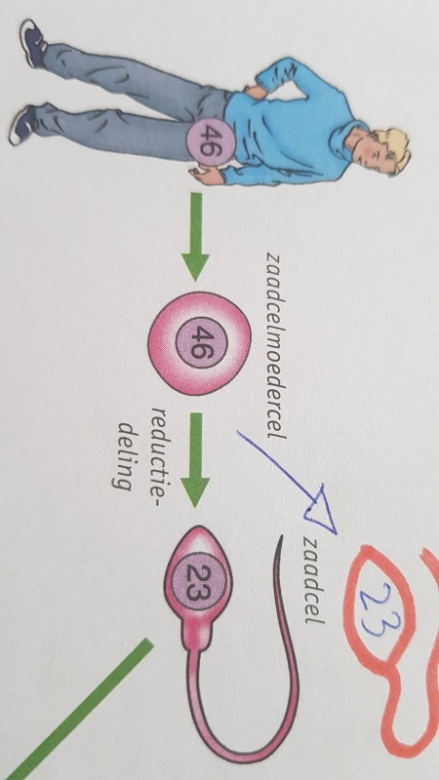 46
zaadcelmoedercel
46
reductie-
deling
zaadcel
23
23